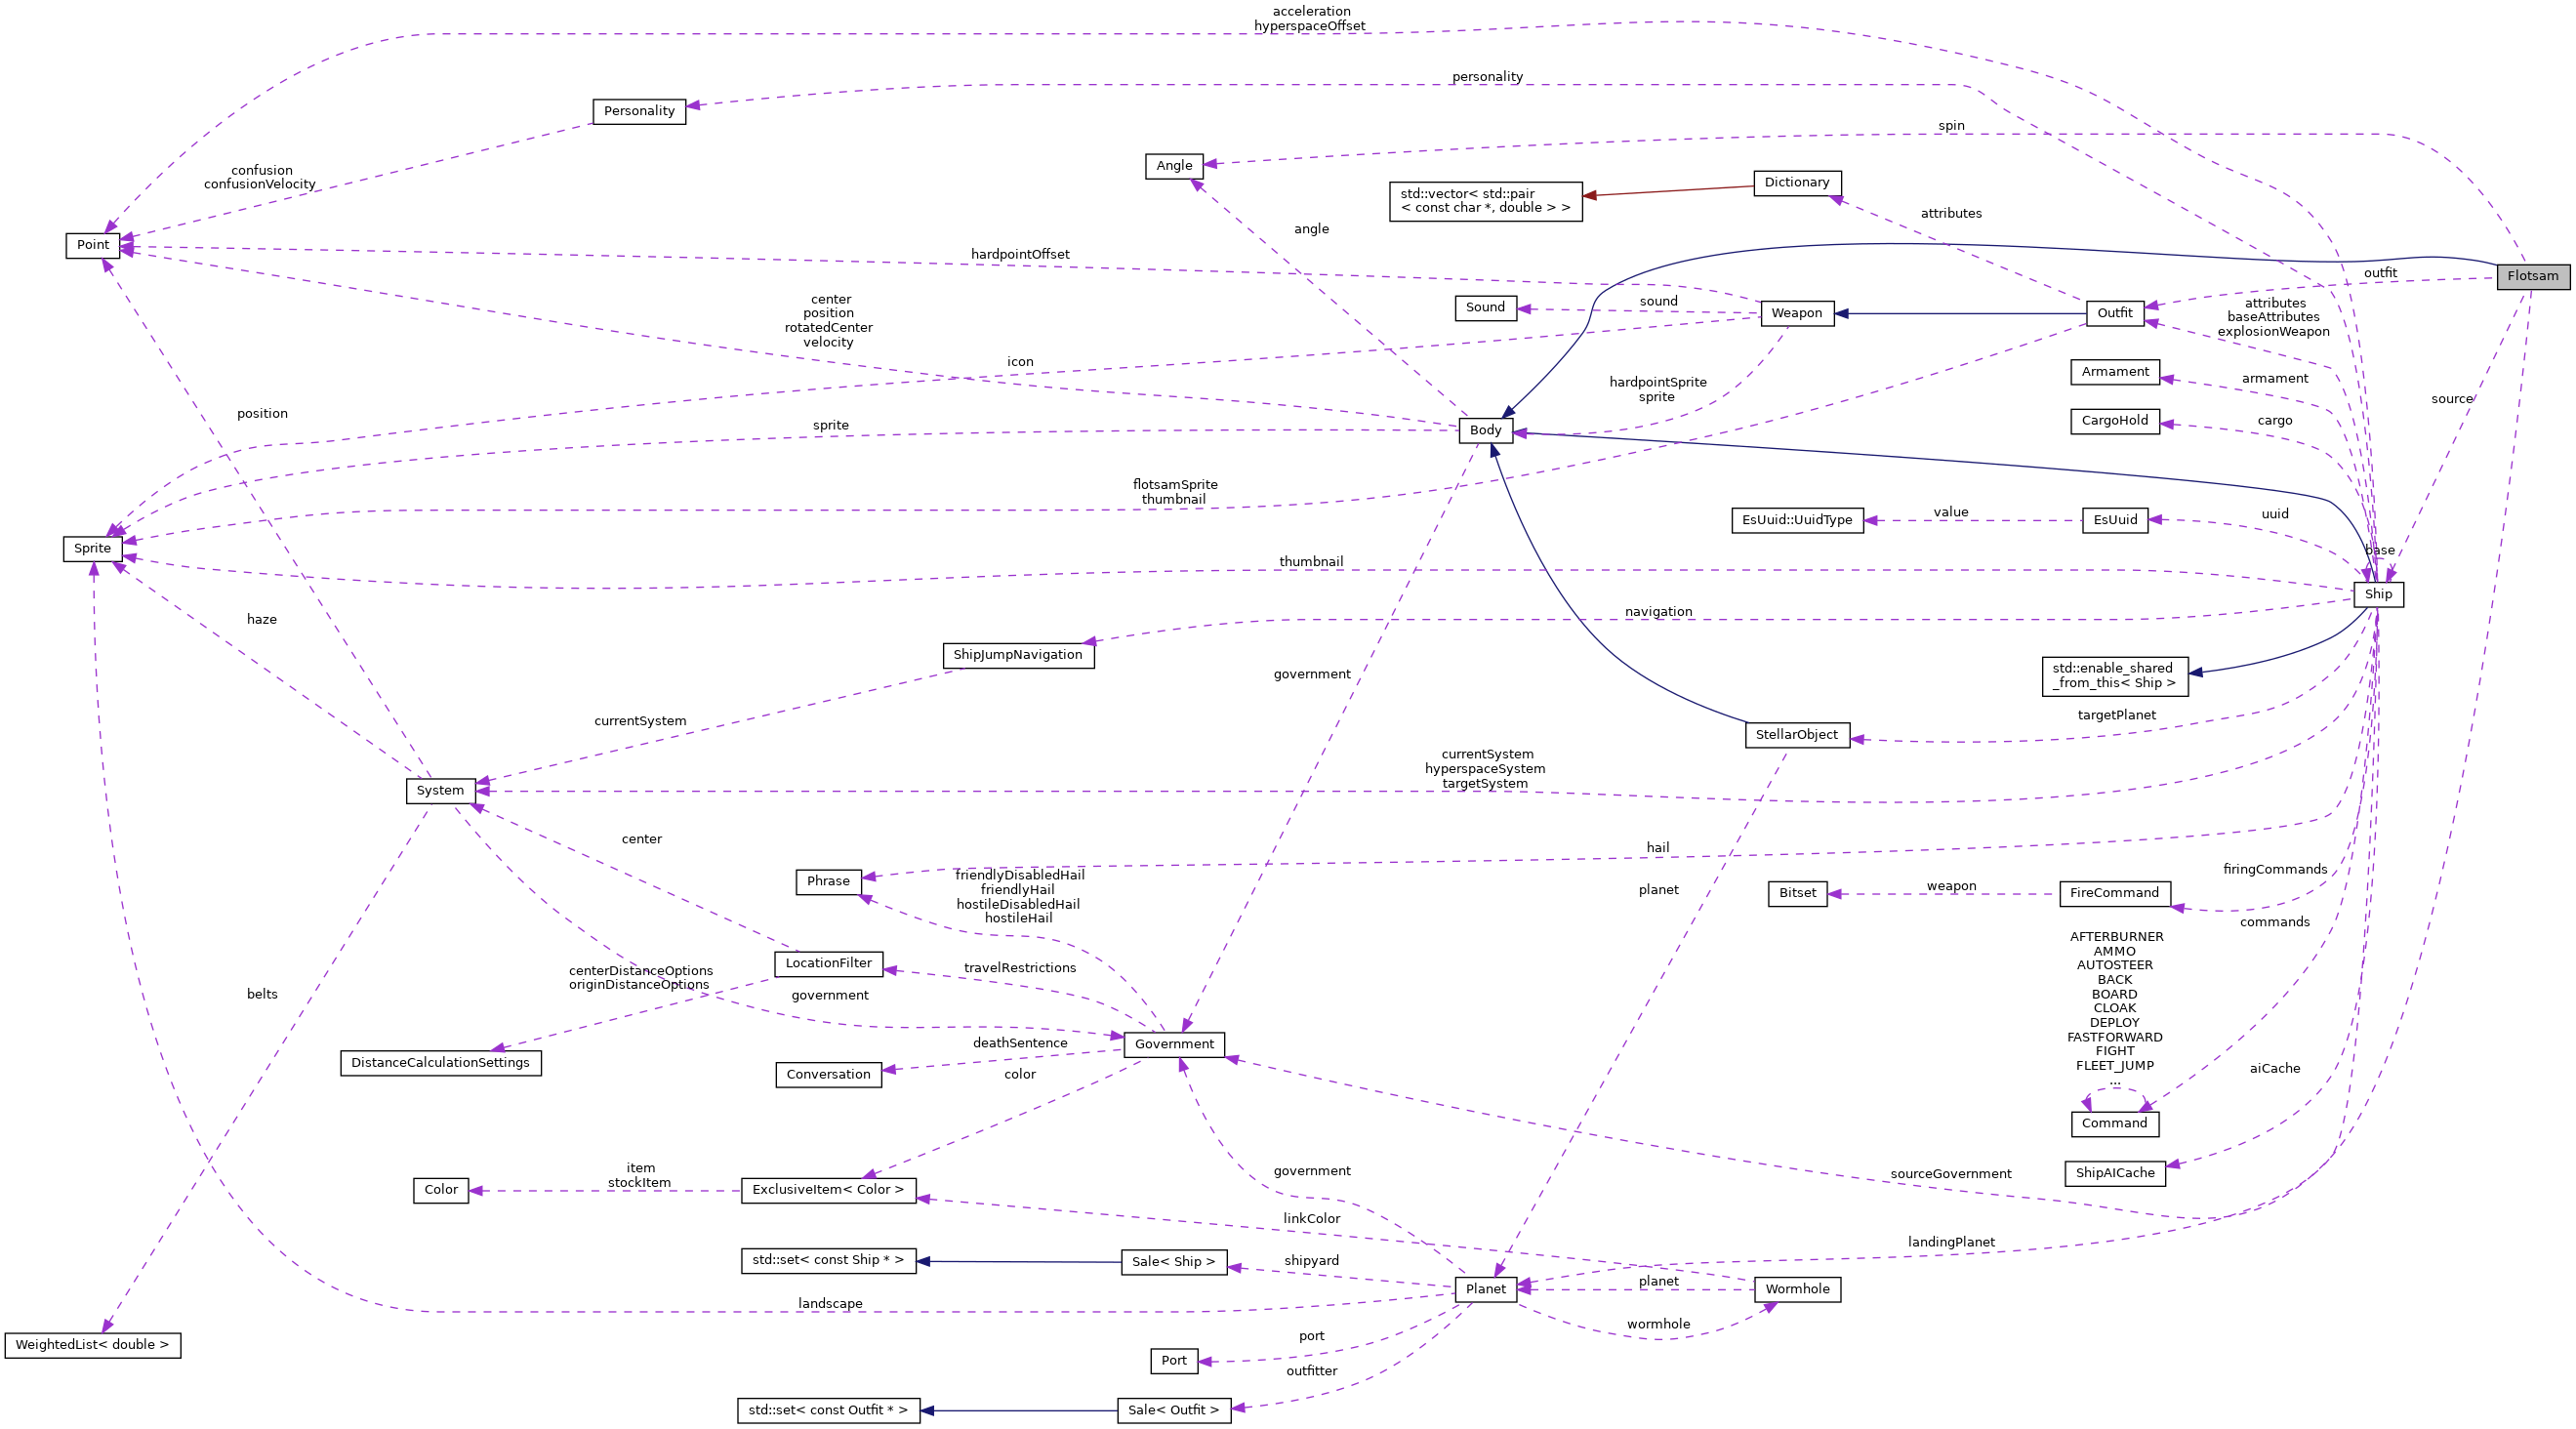 acceleration
hyperspaceOffset
personality
Personality
spin
confusion
confusionVelocity
Angle
std::vector< std::pair
< const char *, double > >
Dictionary
attributes
angle
Point
hardpointOffset
Flotsam
outfit
center
position
rotatedCenter
velocity
Sound
sound
Weapon
Outfit
attributes
baseAttributes
explosionWeapon
icon
Armament
armament
hardpointSprite
sprite
source
position
sprite
Body
CargoHold
cargo
flotsamSprite
thumbnail
EsUuid::UuidType
value
EsUuid
uuid
Sprite
base
thumbnail
Ship
haze
navigation
ShipJumpNavigation
std::enable_shared
_from_this< Ship >
government
currentSystem
targetPlanet
StellarObject
currentSystem
hyperspaceSystem
targetSystem
System
center
hail
Phrase
friendlyDisabledHail
friendlyHail
hostileDisabledHail
hostileHail
planet
Bitset
weapon
FireCommand
firingCommands
commands
AFTERBURNER
AMMO
AUTOSTEER
BACK
BOARD
CLOAK
DEPLOY
FASTFORWARD
FIGHT
FLEET_JUMP
...
LocationFilter
travelRestrictions
centerDistanceOptions
originDistanceOptions
belts
government
Government
deathSentence
DistanceCalculationSettings
Conversation
color
aiCache
Command
item
stockItem
government
sourceGovernment
ShipAICache
Color
ExclusiveItem< Color >
linkColor
landingPlanet
std::set< const Ship * >
Sale< Ship >
shipyard
planet
Planet
Wormhole
landscape
wormhole
WeightedList< double >
port
Port
outfitter
std::set< const Outfit * >
Sale< Outfit >